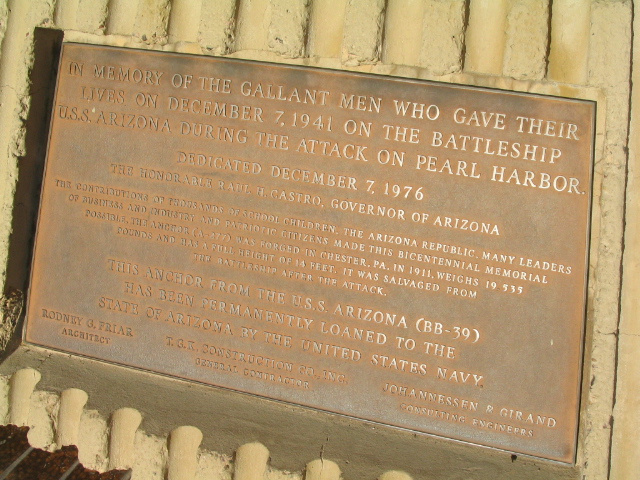 IN MEMORY OF THE GALLANT MEN WHO GAVE THEIR
LIVES ON DECEMBER 7, 1941 ON THE BATTLESHIP
U.S.S. ARIZONA DURING THE ATTACK ON PEARL HARBOR.
DEDICATED DECEMBER 7, 1976
THE HONORABLE RAUL H. CASTRO, GOVERNOR OF ARIZONA
THE CONTRIBUTIONS OF THOUSANDS OF SCHOOL CHILDREN, THE ARIZONA REPUBLIC, MANY LEADERS
OF BUSINESS AND INDUSTRY AND PATRIOTIC CITIZENS MADE THIS BICENTENNIAL MEMORIAL
POSSIBLE. THE ANCHOR WAS FORGED IN CHESTER, PA. IN 1911, WEIGHS 19 535
POUNDS AND HAS A FULL HEIGHT OF 14 FEET. IT WAS SALVAGED FROM
THE BATTLESHIP AFTER THE ATTACK.
THIS ANCHOR FROM THE U.S.S. ARIZONA (BB-39)
HAS BEEN PERMANENTLY LOANED TO THE
STATE OF ARIZONA BY THE UNITED STATES NAVY.
RODNEY G. FRIAR
ARCHITECT
T.G.K. CONSTRUCTION CO., INC.
GENERAL CONTRACTOR
JOHANNESSEN & GIRAND
CONSULTING ENGINEERS